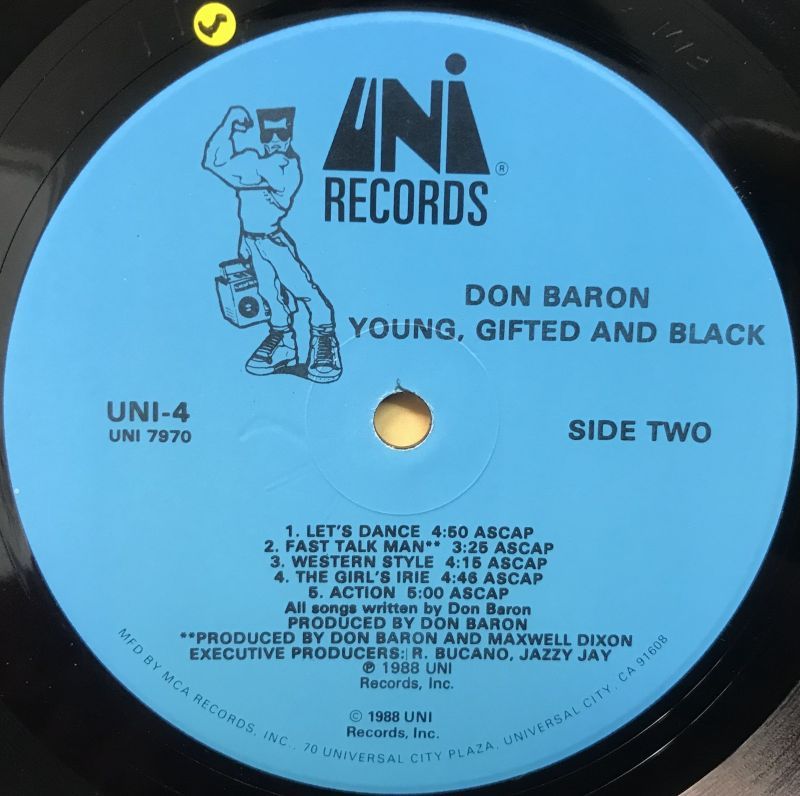 UNI®
RECORDS
DON BARON
YOUNG, GIFTED AND BLACK
UNI-4
UNI 7970
SIDE TWO
1. LET'S DANCE 4:50 ASCAP
2. FAST TALK MAN** 3:25 ASCAP
3. WESTERN STYLE 4:15 ASCAP
4. THE GIRL'S IRIE 4:46 ASCAP
5. ACTION 5:00 ASCAP
All songs written by Don Baron
PRODUCED BY DON BARON
**PRODUCED BY DON BARON AND MAXWELL DIXON
EXECUTIVE PRODUCERS: R. BUCANO, JAZZY JAY
℗ 1988 UNI
Records, Inc.
© 1988 UNI
Records, Inc.
MFD BY MCA RECORDS, INC., 70 UNIVERSAL CITY PLAZA, UNIVERSAL CITY, CA 91608